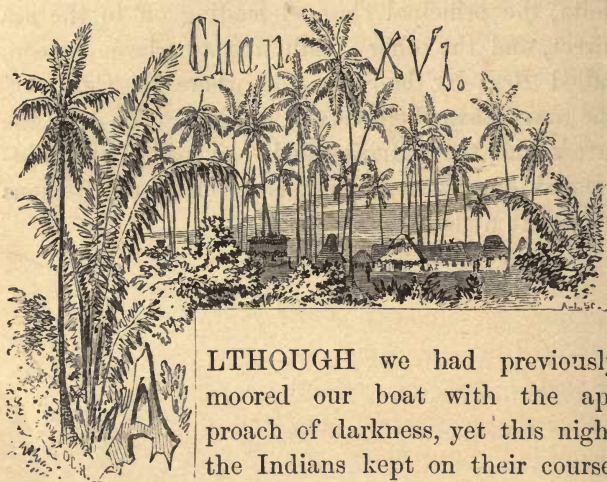 Chap. XVI.
ALTHOUGH we had previously
moored our boat with the ap
proach of darkness, yet this nigh
the Indians kept on their course